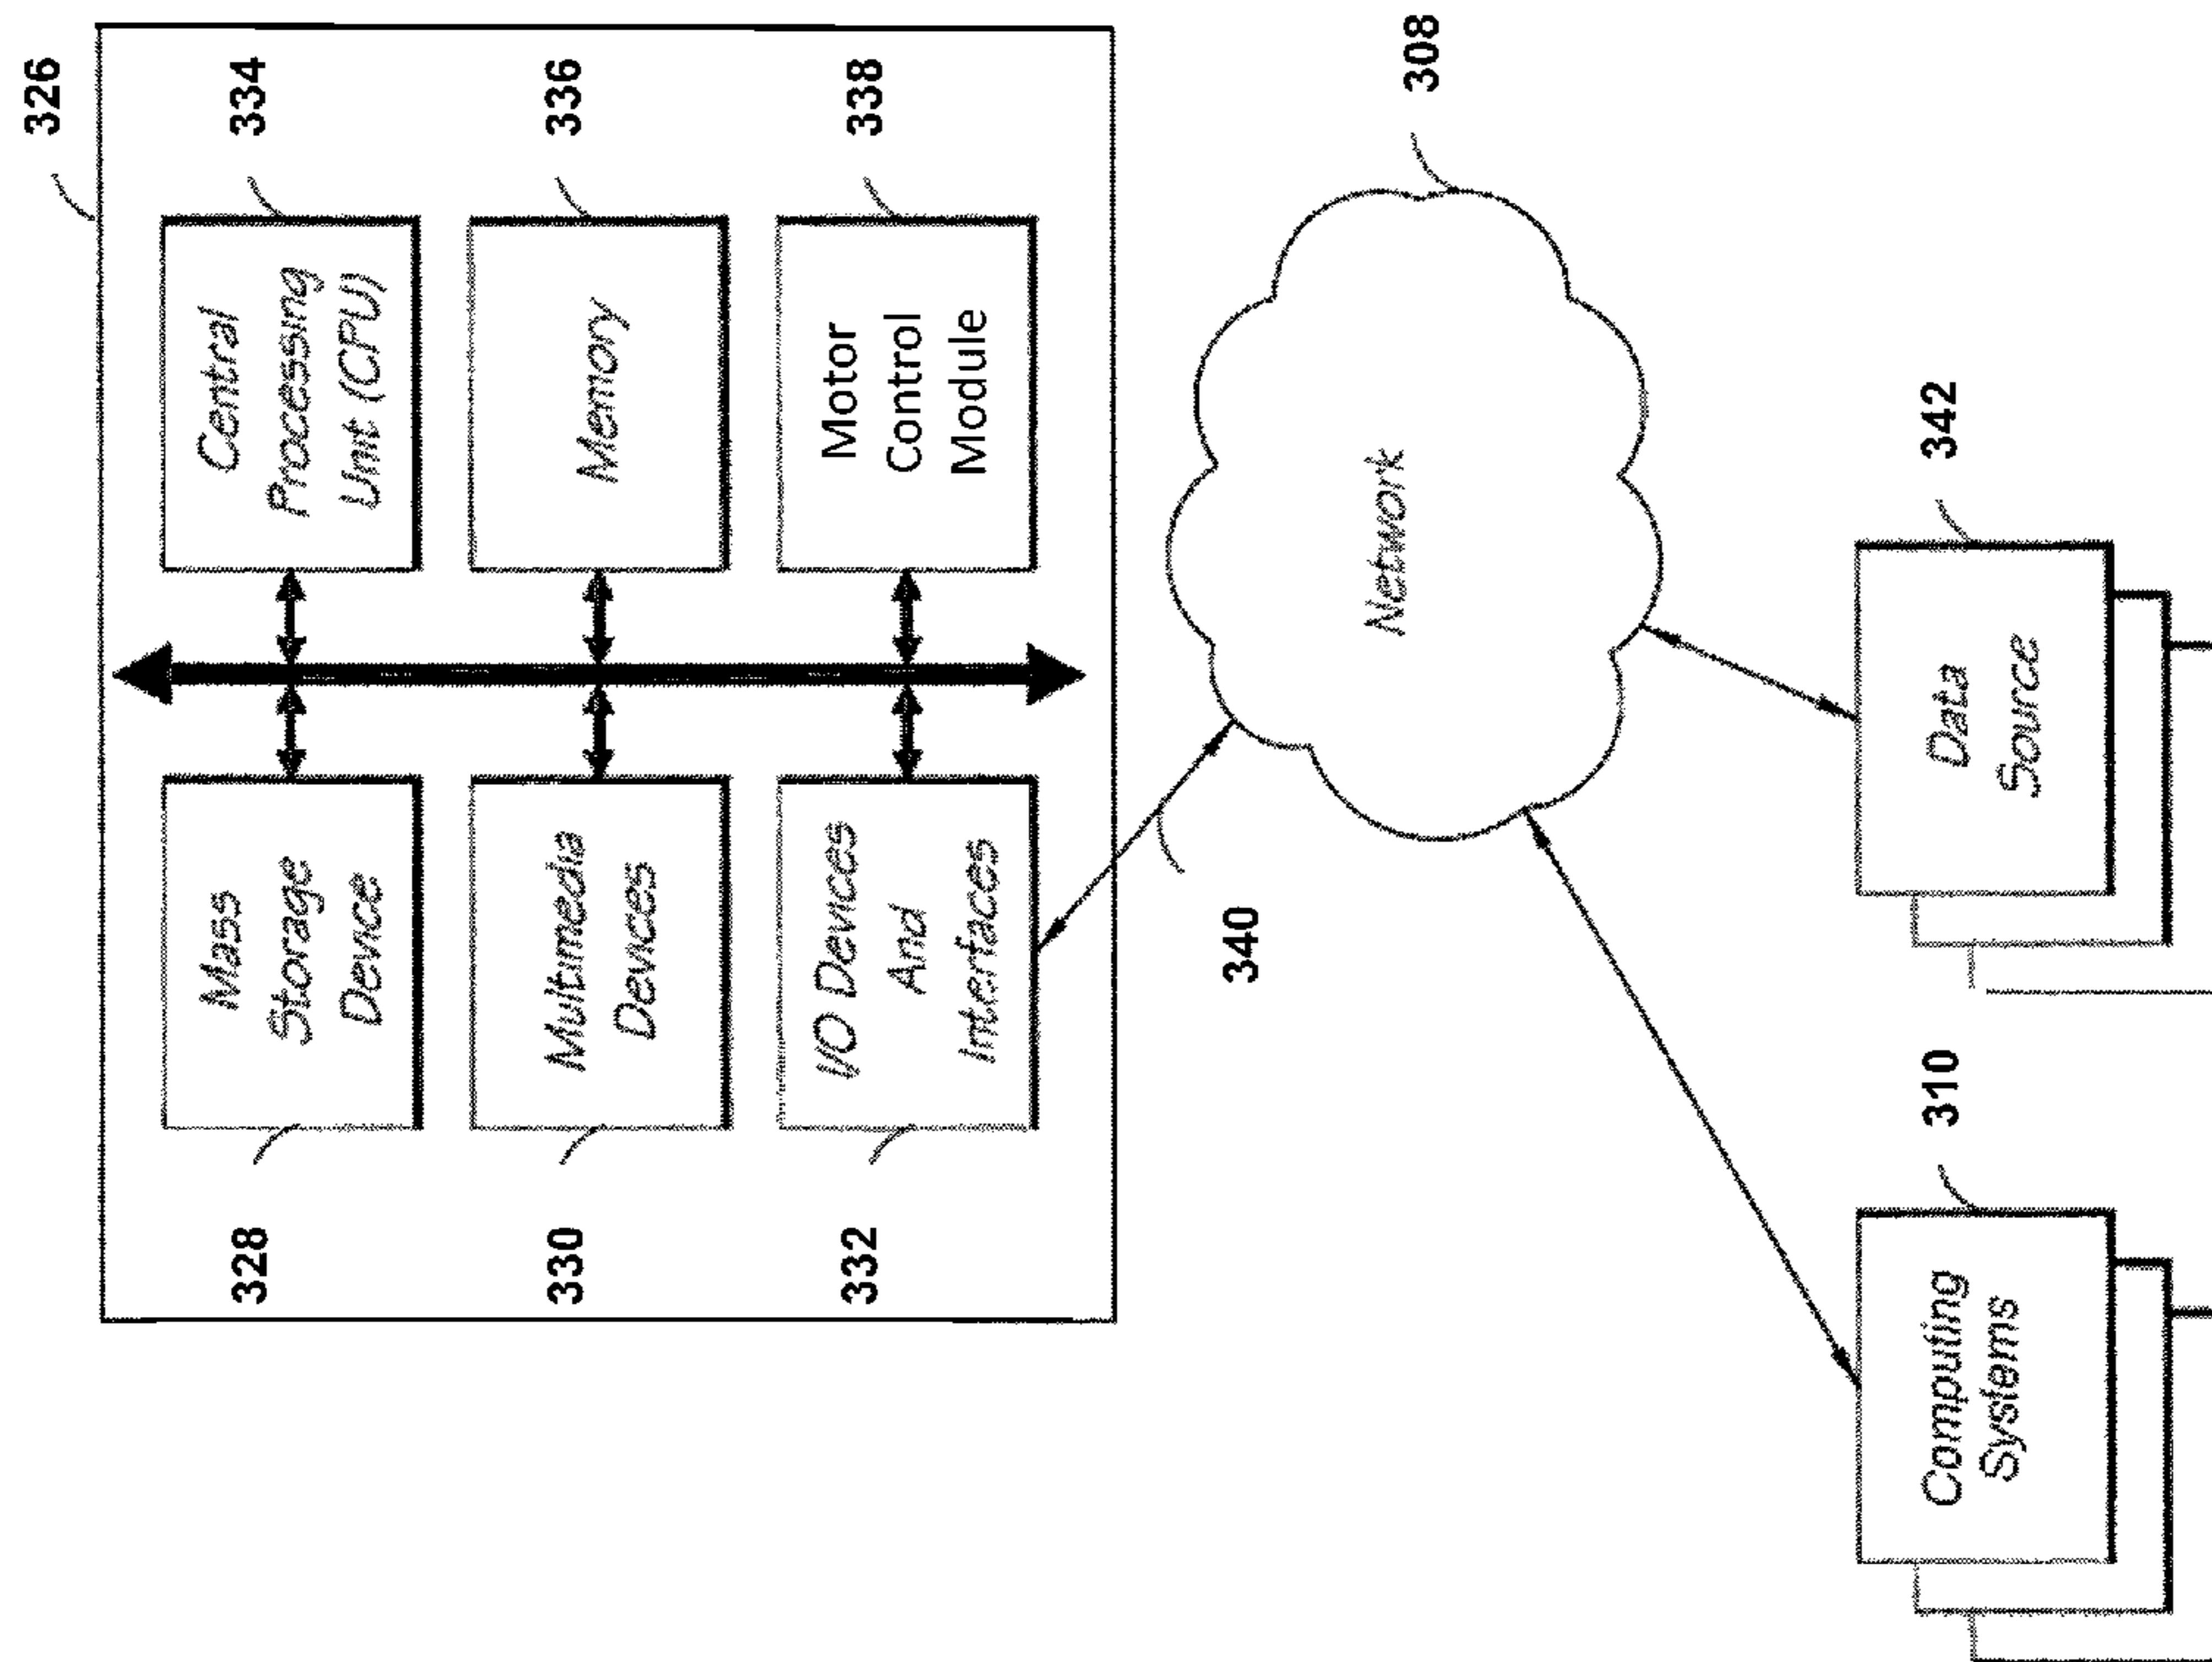 326
334
336
338
Central
Processing
Unit (CPU)
Memory
Motor
Control
Module
Mass
Storage
Device
Multimedia
Devices
I/O Devices
And
Interfaces
328
330
332
308
Network
340
342
Data
Source
310
Computing
Systems